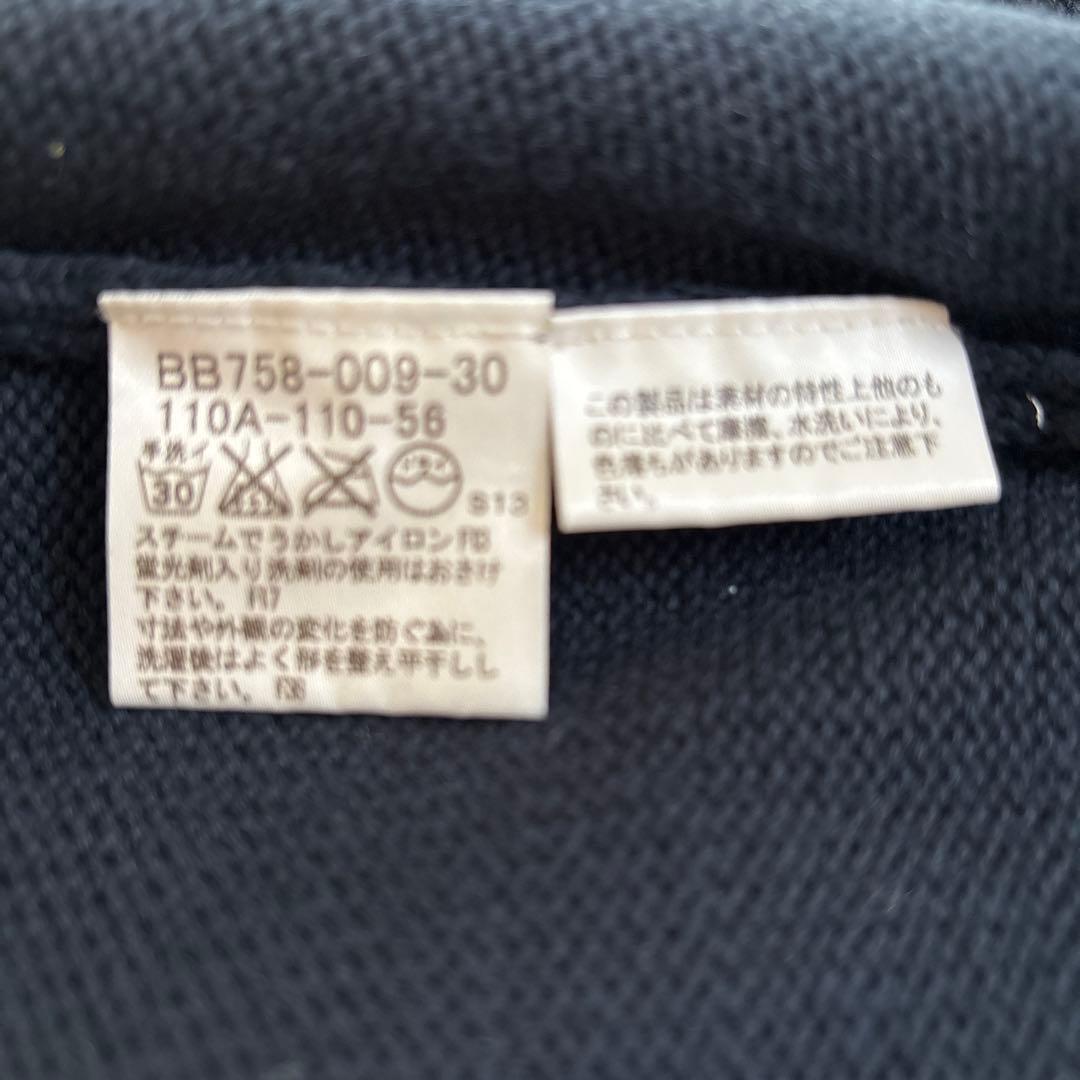 BB758-009-30
110A-110-56
手洗イ
30
エンソ
ドライ
S13
スチームでうかしアイロンF6
蛍光剤入り洗剤の使用はおさけ
下さい。R7
寸法や外観の変化を防ぐ為に、
洗濯後はよく形を整え平干しし
て下さい。
この製品は素材の特性上他のも
のに比べて摩擦、水洗いにより、
色落ちがありますのでご注意下
さい。